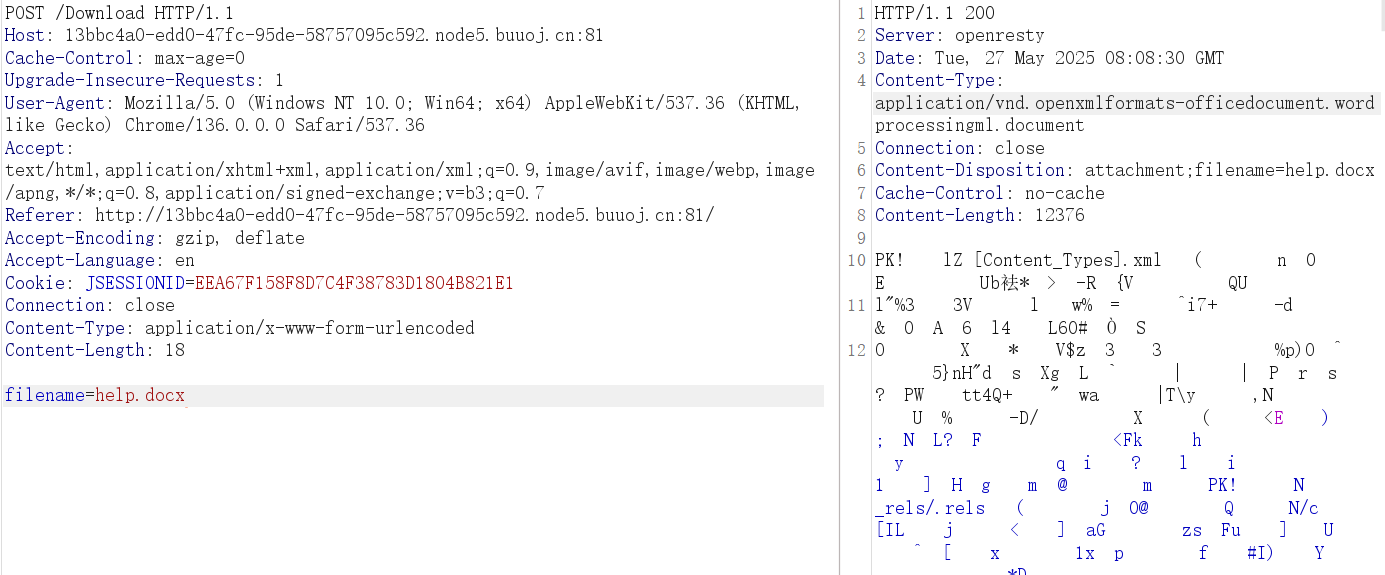 POST /Download HTTP/1.1
Host: 13bbc4a0-edd0-47fc-95de-58757095c592.node5.buuoj.cn:81
Cache-Control: max-age=0
Upgrade-Insecure-Requests: 1
User-Agent: Mozilla/5.0 (Windows NT 10.0; Win64; x64) AppleWebKit/537.36 (KHTML,
like Gecko) Chrome/136.0.0.0 Safari/537.36
Accept:
text/html,application/xhtml+xml,application/xml;q=0.9,image/avif,image/webp,image
/apng,*/*;q=0.8,application/signed-exchange;v=b3;q=0.7
Referer: http://13bbc4a0-edd0-47fc-95de-58757095c592.node5.buuoj.cn:81/
Accept-Encoding: gzip, deflate
Accept-Language: en
Cookie: JSESSIONID=EEA67F158F8D7C4F38783D1804B821E1
Connection: close
Content-Type: application/x-www-form-urlencoded
Content-Length: 18
filename=help.docx
1 HTTP/1.1 200
2 Server: openresty
3 Date: Tue, 27 May 2025 08:08:30 GMT
4 Content-Type:
application/vnd.openxmlformats-officedocument.word
processingml.document
5 Connection: close
6 Content-Disposition: attachment;filename=help.docx
7 Cache-Control: no-cache
8 Content-Length: 12376
9
10 PK! lZ [Content_Types].xml ( n 0
E Ub袪* > -R {V QU
11 l"%3 3V l w% = ^i7+ -d
& 0 A 6 l4 L60# Ò S
12 0 X * V$z 3 3 %p)0 ^
5}nH"d s Xg L ` | | P r s
? PW tt4Q+ " wa |T\y ,N
U % -D/ X ( <E )
; N L? F <Fk h
y q i ? l i
1 ] H g m @ m PK! N
_rels/.rels ( j 0@ Q N/c
[IL j < ] aG zs Fu ] U
^ [ x 1x p f #I) Y